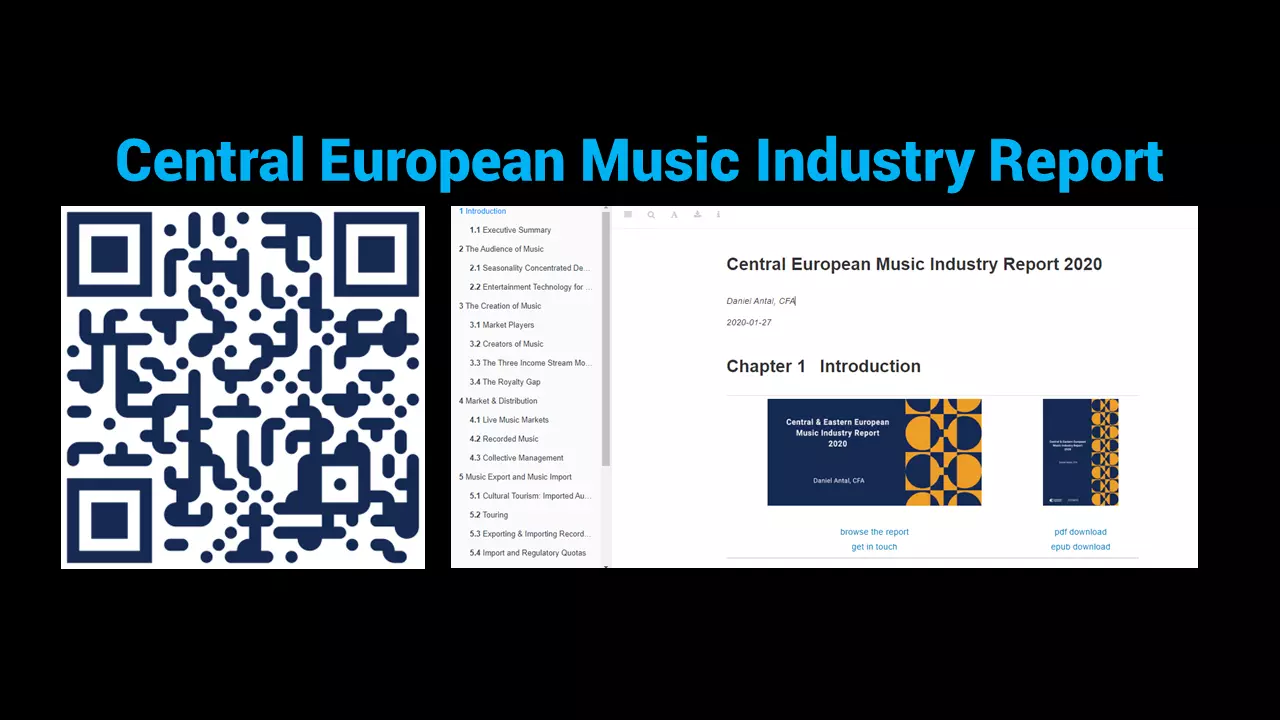 Central European Music Industry Report
1 Introduction
1.1 Executive Summary
2 The Audience of Music
2.1 Seasonality Concentrated De...
2.2 Entertainment Technology for ...
3 The Creation of Music
3.1 Market Players
3.2 Creators of Music
3.3 The Three Income Stream Mo...
3.4 The Royalty Gap
4 Market & Distribution
4.1 Live Music Markets
4.2 Recorded Music
4.3 Collective Management
5 Music Export and Music Import
5.1 Cultural Tourism: Imported Au...
5.2 Touring
5.3 Exporting & Importing Record...
5.4 Import and Regulatory Quotas
Central European Music Industry Report 2020
Daniel Antal, CFA
2020-01-27
Chapter 1 Introduction
Central & Eastern European
Music Industry Report
2020
Daniel Antal, CFA
browse the report
get in touch
Central & Eastern European
Music Industry Report
2020
Daniel Antal, CFA
pdf download
epub download